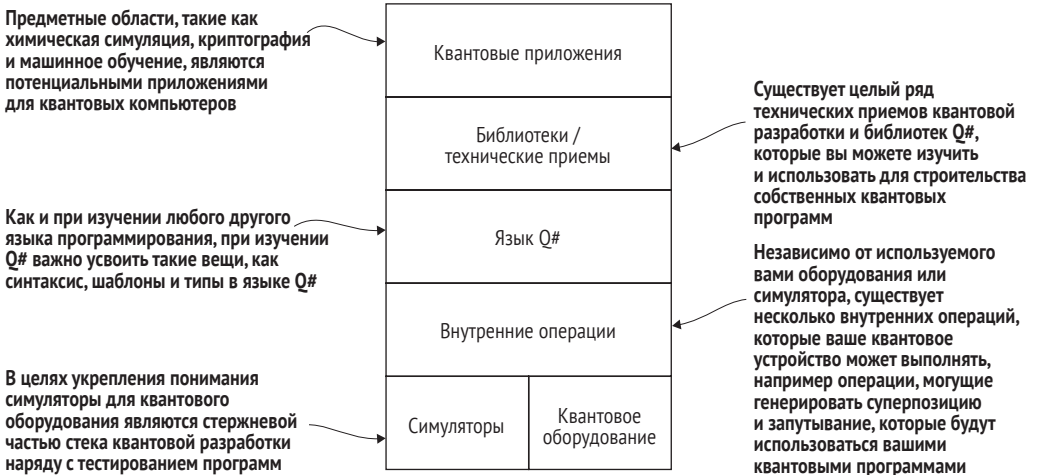 Предметные области, такие как
химическая симуляция, криптография
и машинное обучение, являются
потенциальными приложениями
для квантовых компьютеров
Квантовые приложения
Библиотеки /
технические приемы
Существует целый ряд
технических приемов квантовой
разработки и библиотек Q#,
которые вы можете изучить
и использовать для строительства
собственных квантовых
программ
Как и при изучении любого другого
языка программирования, при изучении
Q# важно усвоить такие вещи, как
синтаксис, шаблоны и типы в языке Q#
Язык Q#
Внутренние операции
Независимо от используемого
вами оборудования или
симулятора, существует
несколько внутренних операций,
которые ваше квантовое
устройство может выполнять,
например операции, могущие
генерировать суперпозицию
и запутывание, которые будут
использоваться вашими
квантовыми программами
В целях укрепления понимания
симуляторы для квантового
оборудования являются стержневой
частью стека квантовой разработки
наряду с тестированием программ
Симуляторы
Квантовое
оборудование